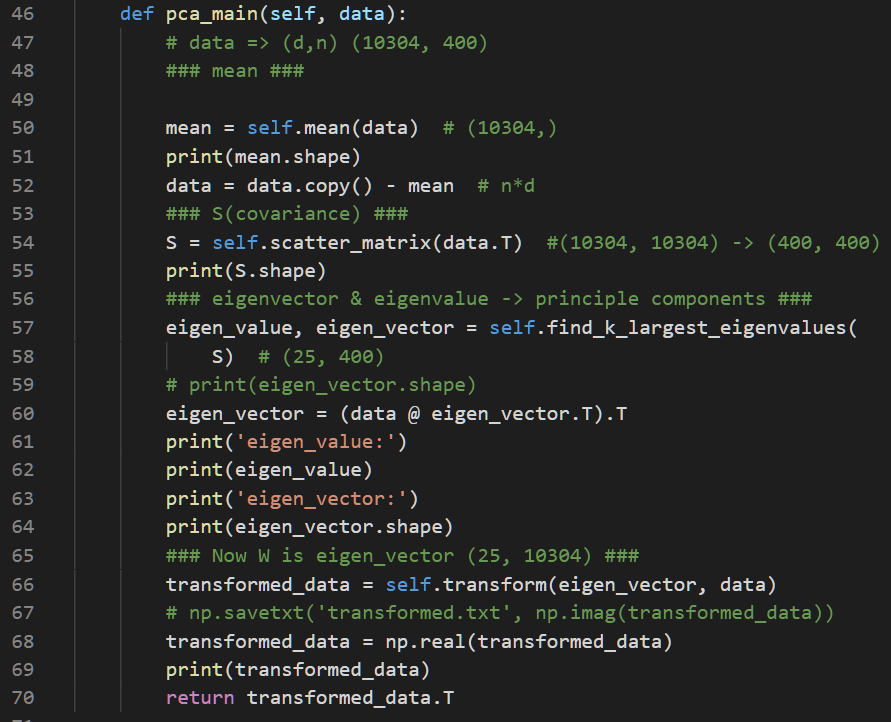 46 def pca_main(self, data):
47 # data => (d,n) (10304, 400)
48 ### mean ###
49
50 mean = self.mean(data)  # (10304,)
51 print(mean.shape)
52 data = data.copy() - mean  # n*d
53 ### S(covariance) ###
54 S = self.scatter_matrix(data.T)  #(10304, 10304) -> (400, 400)
55 print(S.shape)
56 ### eigenvector & eigenvalue -> principle components ###
57 eigen_value, eigen_vector = self.find_k_largest_eigenvalues(
58 S)  # (25, 400)
59 # print(eigen_vector.shape)
60 eigen_vector = (data @ eigen_vector.T).T
61 print('eigen_value:')
62 print(eigen_value)
63 print('eigen_vector:')
64 print(eigen_vector.shape)
65 ### Now W is eigen_vector (25, 10304) ###
66 transformed_data = self.transform(eigen_vector, data)
67 # np.savetxt('transformed.txt', np.imag(transformed_data))
68 transformed_data = np.real(transformed_data)
69 print(transformed_data)
70 return transformed_data.T